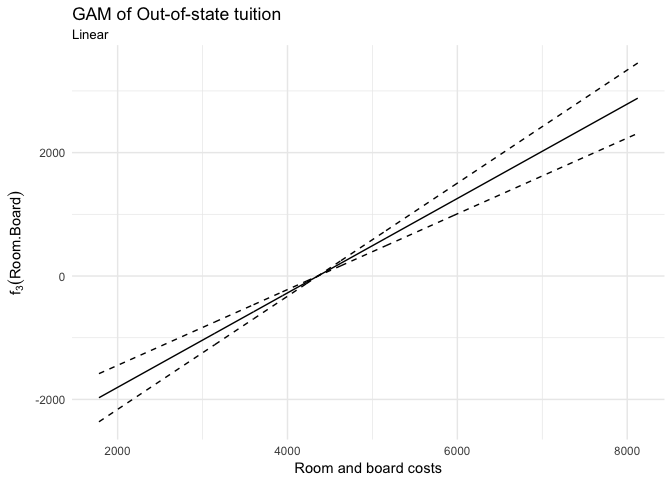 GAM of Out-of-state tuition
Linear
f₃(Room.Board)
2000
0
-2000
2000
4000
6000
8000
Room and board costs